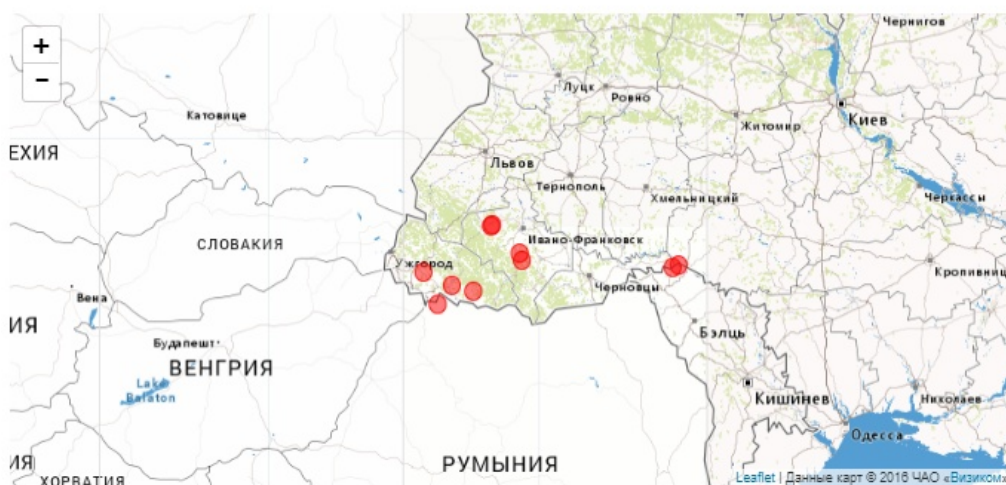 +
−
Чернигов
Луцк
Ровно
Киев
Катовице
Житомир
ЕХИЯ
Львов
Тернополь
Хмельницкий
Черкассы
Ивано-Франковск
СЛОВАКИЯ
Ужгород
Кропивниц
Черновцы
Вена
ИЯ
Бэлць
Будапешт
ВЕНГРИЯ
Lake
Balaton
Кишинев
Николаев
Одесса
ИЯ
РУМЫНИЯ
ХОРВАТИЯ
Leaflet | Данные карт © 2016 ЧАО «Визиком»